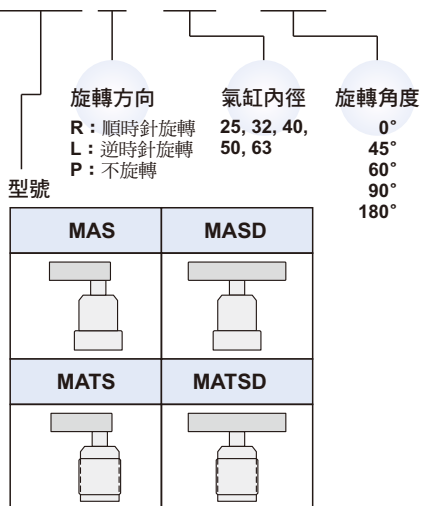 旋轉方向
R：順時針旋轉
L：逆時針旋轉
P：不旋轉
氣缸內徑
25, 32, 40,
50, 63
旋轉角度
0°
45°
60°
90°
180°
型號
MAS MASD
MATS MATSD